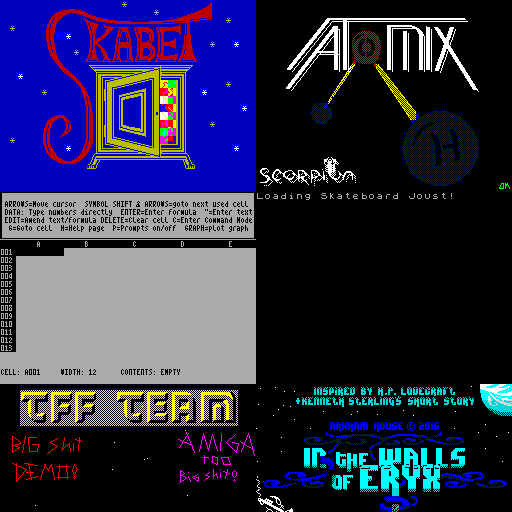 SKABET
ATOMIX
H
Scorpion
OK
Loading Skateboard Joust!
ARROWS=Move cursor  SYMBOL SHIFT & ARROWS=goto next used cell
DATA: Type numbers directly  ENTER=Enter formula  "=Enter text
EDIT=Amend text/formula DELETE=Clear cell C=Enter Command Mode
G=Goto cell  H=Help page  P=Prompts on/off  GRAPH=plot graph
A B C D E
001
002
003
004
005
006
007
008
009
010
011
012
013
CELL: A001 WIDTH: 12 CONTENTS: EMPTY
TFF TEAM
BIG Shit
DEMO!
AMIGA
TOO
Big shit!
INSPIRED BY H.P. LOVECRAFT
+KENNETH STERLING'S SHORT STORY
ARKHAM HOUSE © 2016
IN THE WALLS
OF ERYX